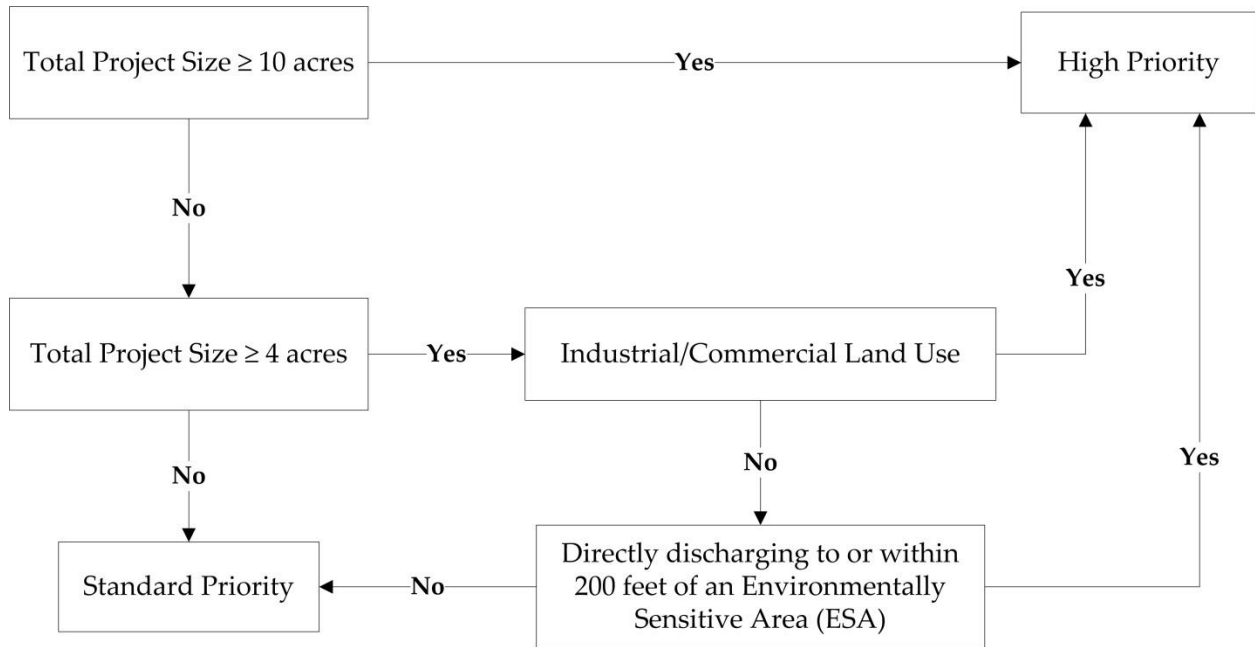 Total Project Size ≥ 10 acres
Yes
High Priority
No
Yes
Total Project Size ≥ 4 acres
Yes
Industrial/Commercial Land Use
No
No
Yes
Standard Priority
No
Directly discharging to or within
200 feet of an Environmentally
Sensitive Area (ESA)